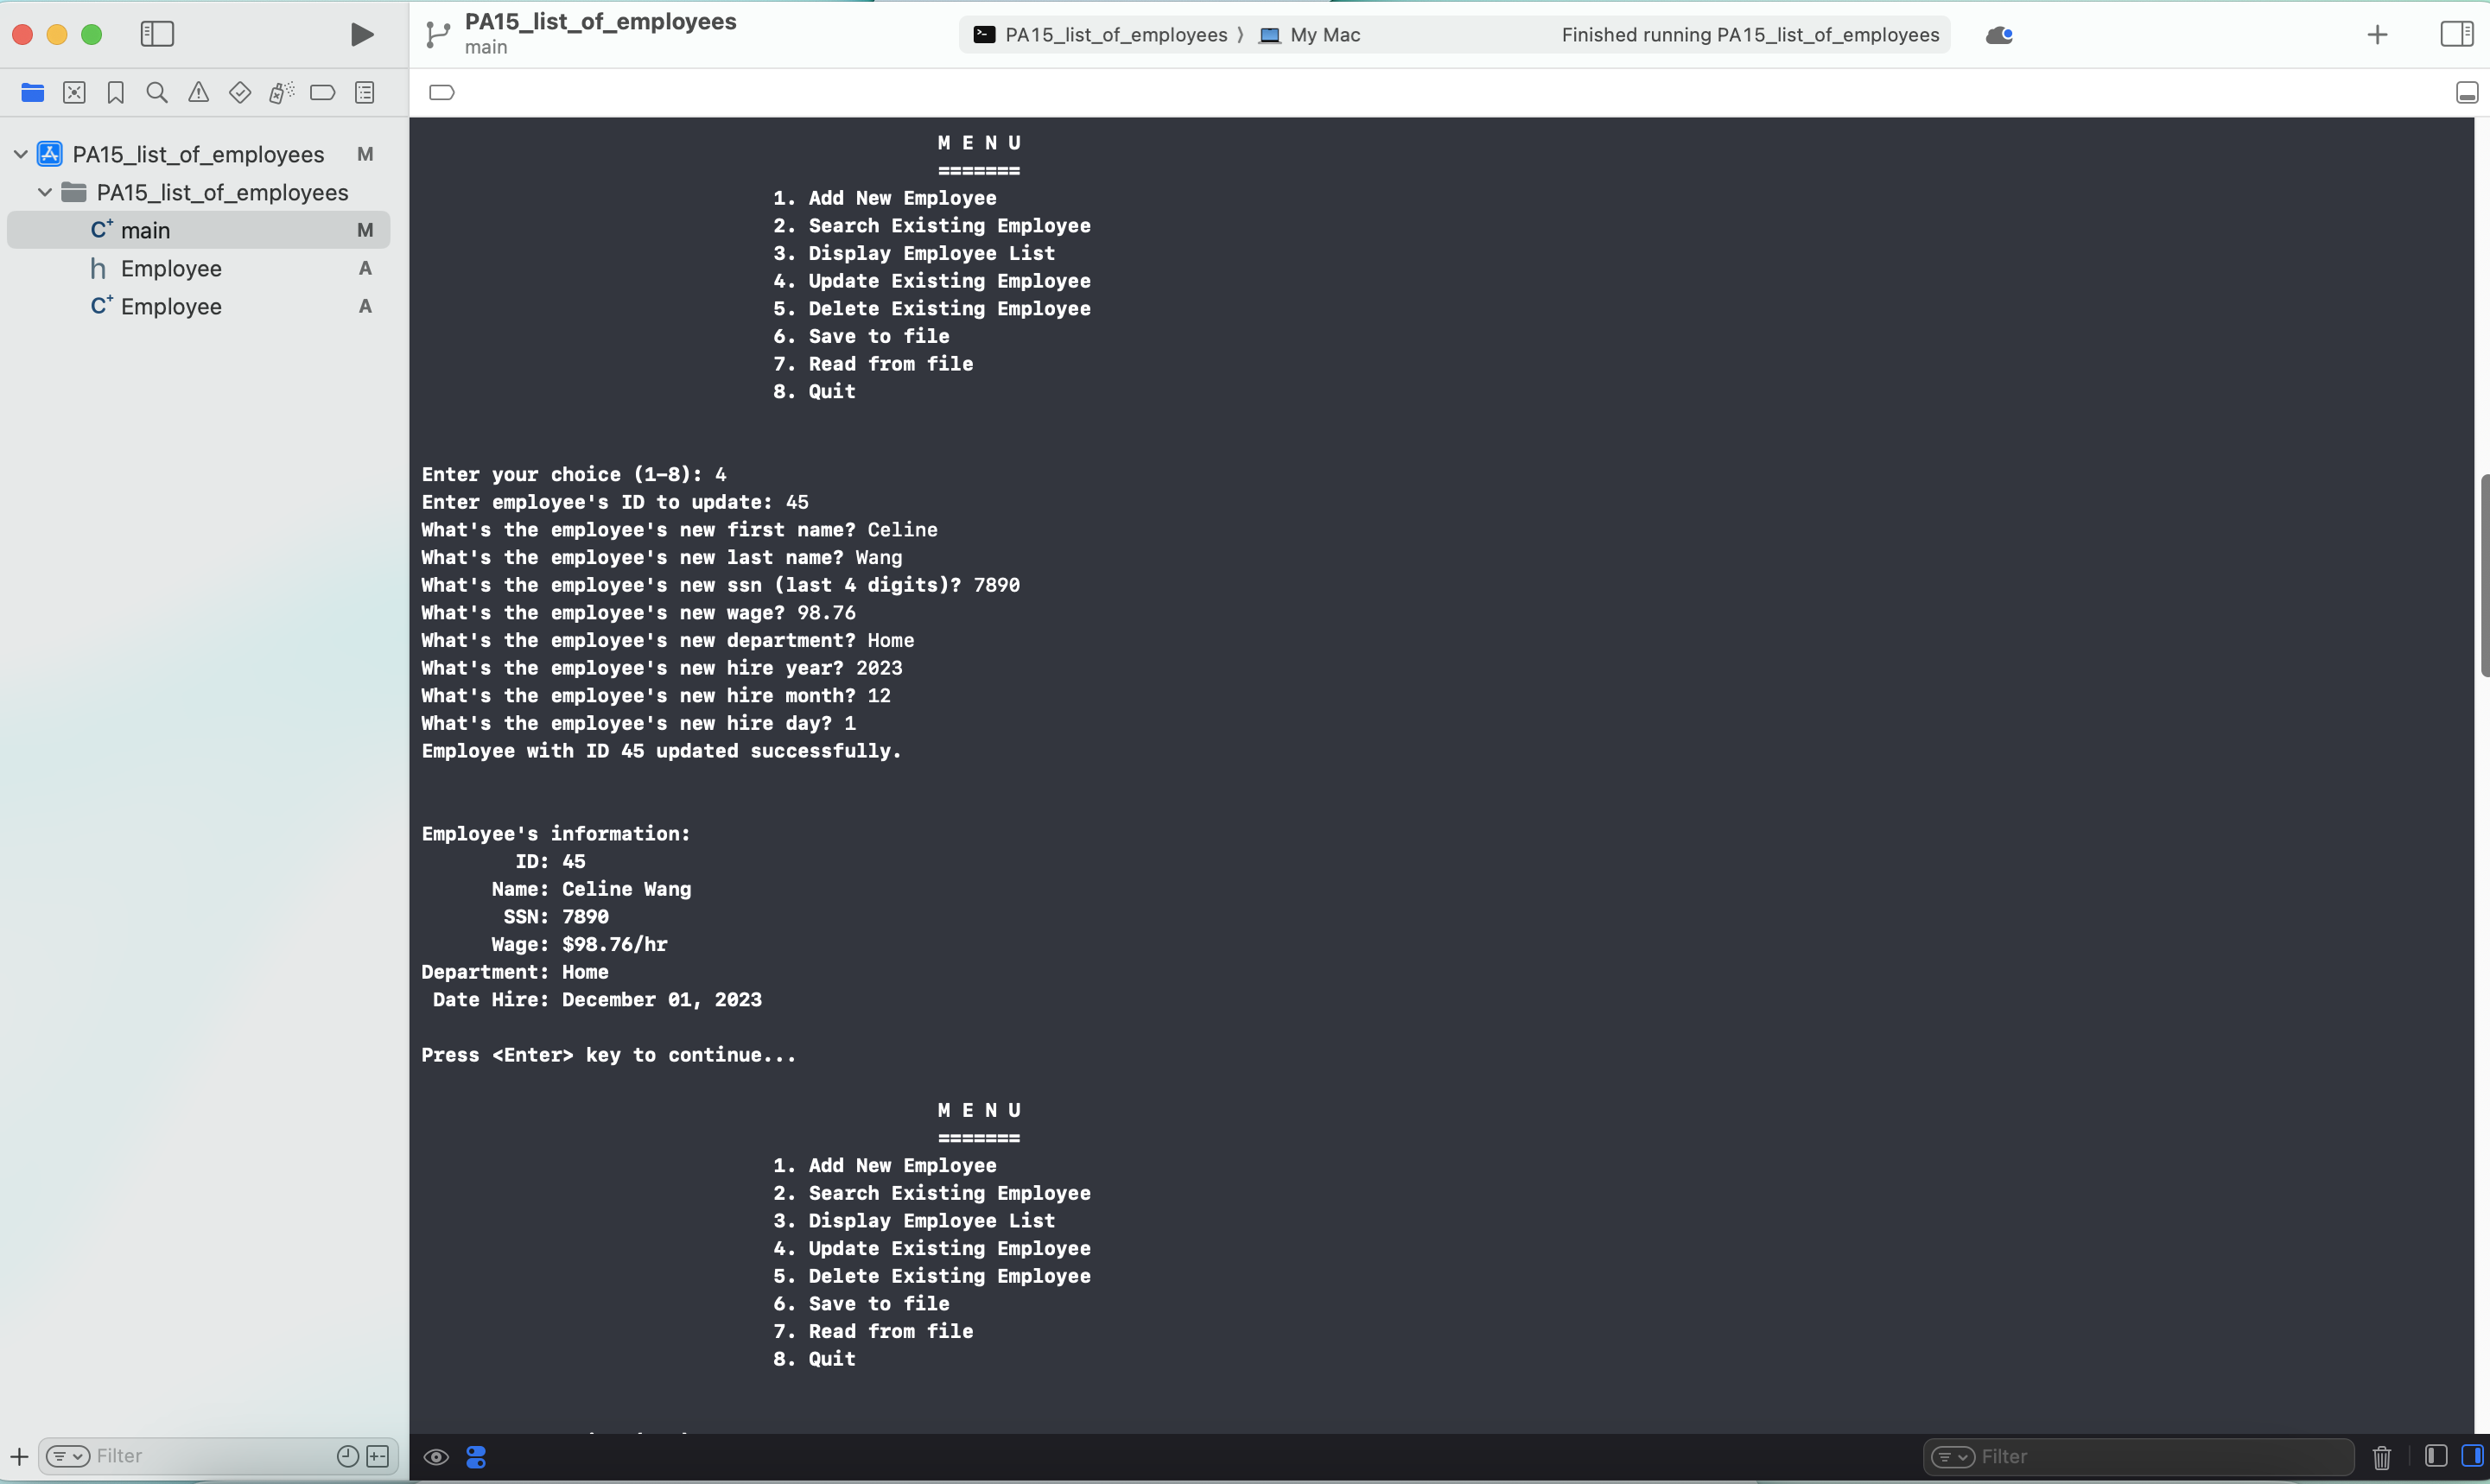 PA15_list_of_employees
main
PA15_list_of_employees ⟩ My Mac
Finished running PA15_list_of_employees
PA15_list_of_employees M
PA15_list_of_employees
main M
Employee A
Employee A
M E N U
=======
1. Add New Employee
2. Search Existing Employee
3. Display Employee List
4. Update Existing Employee
5. Delete Existing Employee
6. Save to file
7. Read from file
8. Quit
Enter your choice (1-8): 4
Enter employee's ID to update: 45
What's the employee's new first name? Celine
What's the employee's new last name? Wang
What's the employee's new ssn (last 4 digits)? 7890
What's the employee's new wage? 98.76
What's the employee's new department? Home
What's the employee's new hire year? 2023
What's the employee's new hire month? 12
What's the employee's new hire day? 1
Employee with ID 45 updated successfully.
Employee's information:
ID: 45
Name: Celine Wang
SSN: 7890
Wage: $98.76/hr
Department: Home
Date Hire: December 01, 2023
Press <Enter> key to continue...
M E N U
=======
1. Add New Employee
2. Search Existing Employee
3. Display Employee List
4. Update Existing Employee
5. Delete Existing Employee
6. Save to file
7. Read from file
8. Quit
Filter
Filter